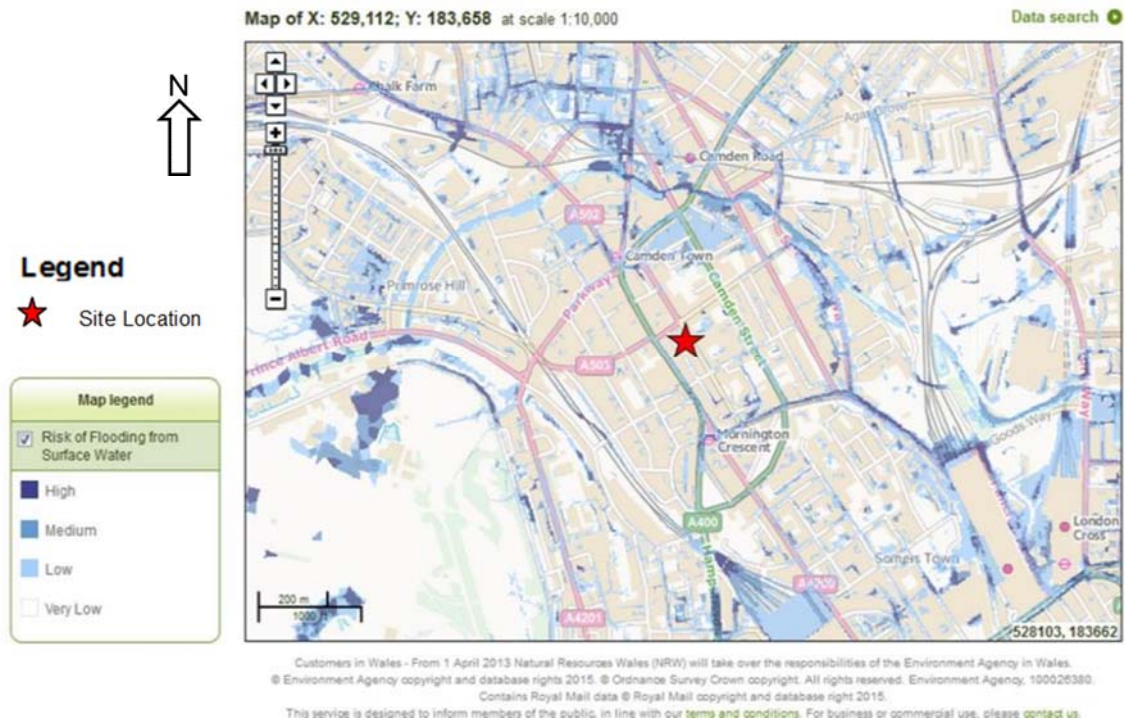 Map of X: 529,112; Y: 183,658 at scale 1:10,000
Data search
N
Chalk Farm
Agar Grove
Camden Road
A502
Camden Town
Legend
Primrose Hill
Parkway
Camden Street
Site Location
Prince Albert Road
A503
Map legend
Risk of Flooding from
Surface Water
Mornington
Crescent
Goods Way
High
Medium
A400
London
Cross
Low
Somers Town
Hamp
A4200
Very Low
200 m
1000 ft
A4201
528103, 183662
Customers in Wales - From 1 April 2013 Natural Resources Wales (NRW) will take over the responsibilities of the Environment Agency in Wales.
© Environment Agency copyright and database rights 2015. © Ordnance Survey Crown copyright. All rights reserved. Environment Agency, 100026380.
Contains Royal Mail data © Royal Mail copyright and database right 2015.
This service is designed to inform members of the public, in line with our terms and conditions. For business or commercial use, please contact us.